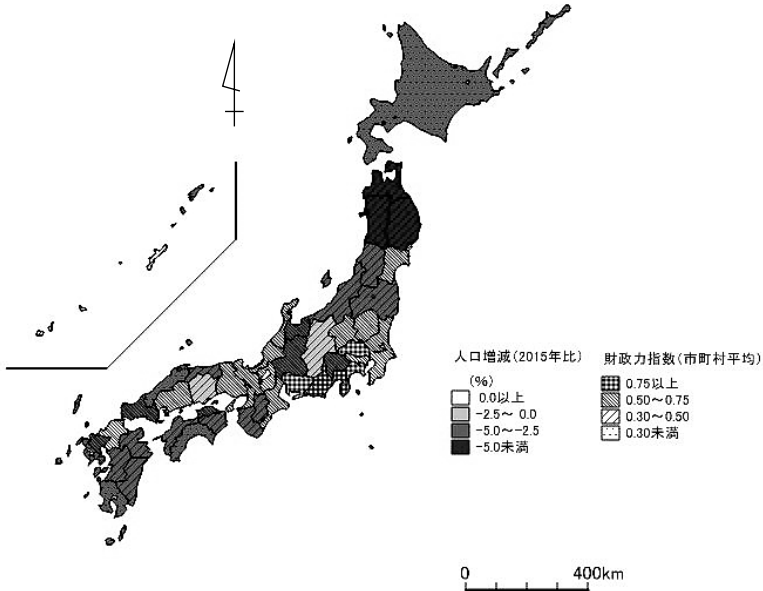 人口増減(2015年比)
(%)
0.0以上
-2.5~ 0.0
-5.0~-2.5
-5.0未満
財政力指数(市町村平均)
0.75以上
0.50~0.75
0.30~0.50
0.30未満
0 400km